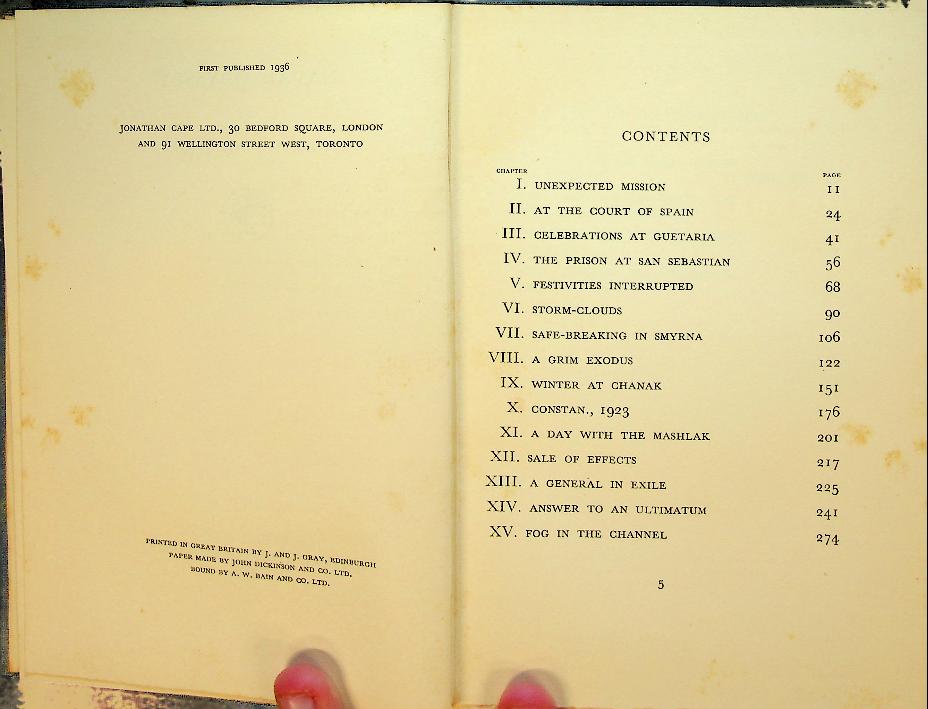 FIRST PUBLISHED 1936
JONATHAN CAPE LTD., 30 BEDFORD SQUARE, LONDON
AND 91 WELLINGTON STREET WEST, TORONTO
PRINTED IN GREAT BRITAIN BY J. AND J. GRAY, EDINBURGH
PAPER MADE BY JOHN DICKINSON AND CO. LTD.
BOUND BY A. W. BAIN AND CO. LTD.
CONTENTS
CHAPTER PAGE
I. UNEXPECTED MISSION 11
II. AT THE COURT OF SPAIN 24
III. CELEBRATIONS AT GUETARIA 41
IV. THE PRISON AT SAN SEBASTIAN 56
V. FESTIVITIES INTERRUPTED 68
VI. STORM-CLOUDS 90
VII. SAFE-BREAKING IN SMYRNA 106
VIII. A GRIM EXODUS 122
IX. WINTER AT CHANAK 151
X. CONSTAN., 1923 176
XI. A DAY WITH THE MASHLAK 201
XII. SALE OF EFFECTS 217
XIII. A GENERAL IN EXILE 225
XIV. ANSWER TO AN ULTIMATUM 241
XV. FOG IN THE CHANNEL 274
5